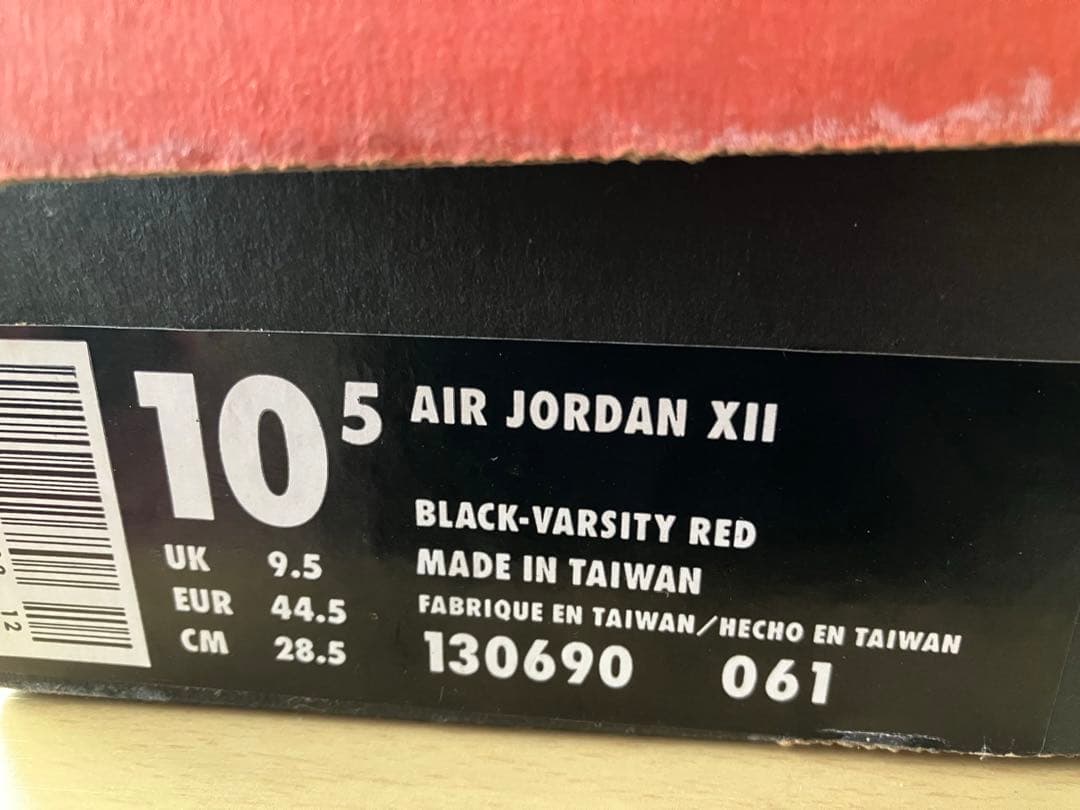 10 5 AIR JORDAN XII
BLACK-VARSITY RED
UK 9.5
MADE IN TAIWAN
EUR 44.5
FABRIQUE EN TAIWAN/HECHO EN TAIWAN
CM 28.5
130690 061
12